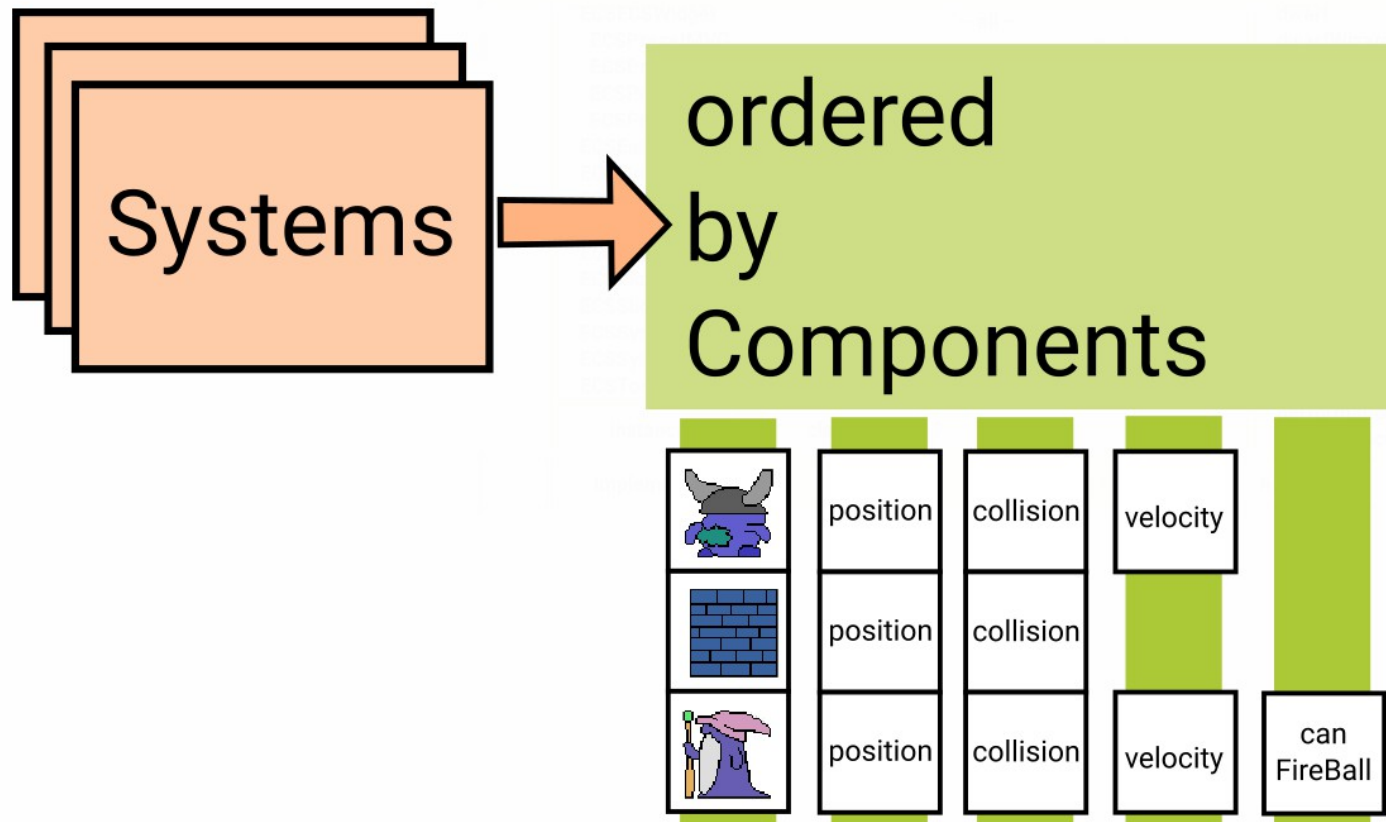 Systems
ordered
by
Components
position collision velocity
position collision
position collision velocity can
FireBall